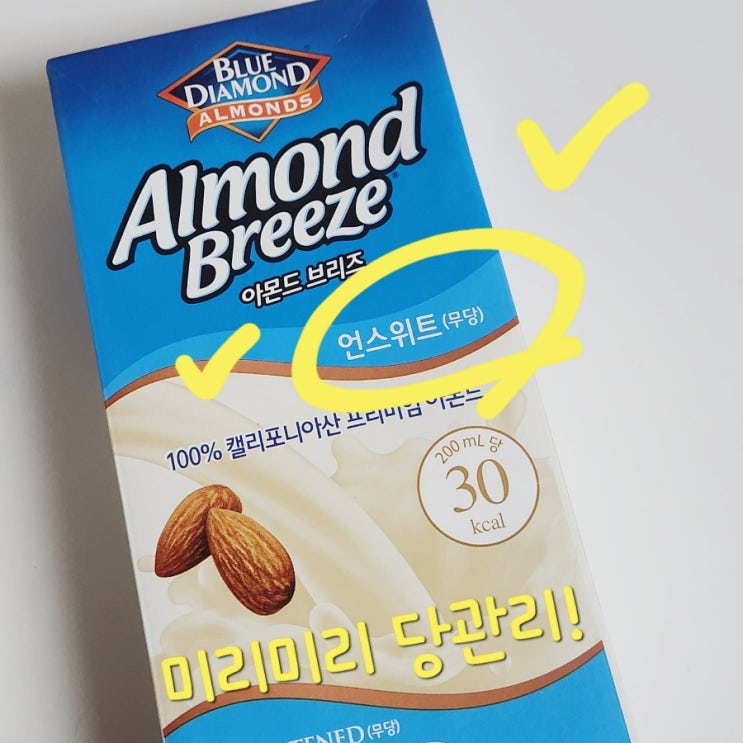 BLUE
DIAMOND
ALMONDS
Almond
Breeze®
아몬드 브리즈
언스위트(무당)
100% 캘리포니아산 프리미엄 아몬드
200 mL 당
30
kcal
미리미리 당관리!
(무당)